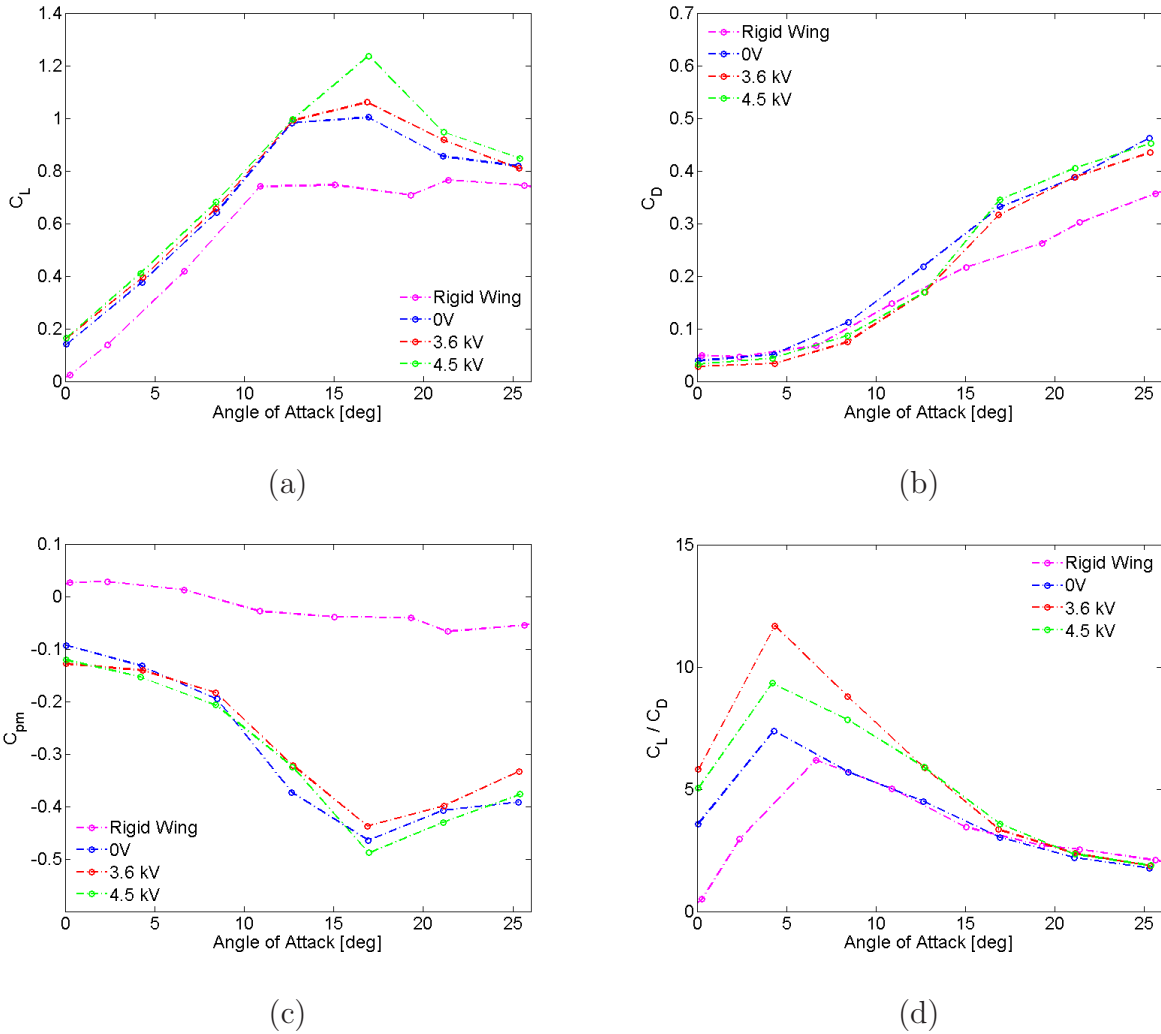 1.4
1.2
1
0.8
0.6
0.4
0.2
0
C_L
0 5 10 15 20 25
Angle of Attack [deg]
Rigid Wing
0V
3.6 kV
4.5 kV
(a)
0.7
0.6
0.5
0.4
0.3
0.2
0.1
0
C_D
0 5 10 15 20 25
Angle of Attack [deg]
Rigid Wing
0V
3.6 kV
4.5 kV
(b)
0.1
0
-0.1
-0.2
-0.3
-0.4
-0.5
C_pm
0 5 10 15 20 25
Angle of Attack [deg]
Rigid Wing
0V
3.6 kV
4.5 kV
(c)
15
10
5
0
C_L / C_D
0 5 10 15 20 25
Angle of Attack [deg]
Rigid Wing
0V
3.6 kV
4.5 kV
(d)